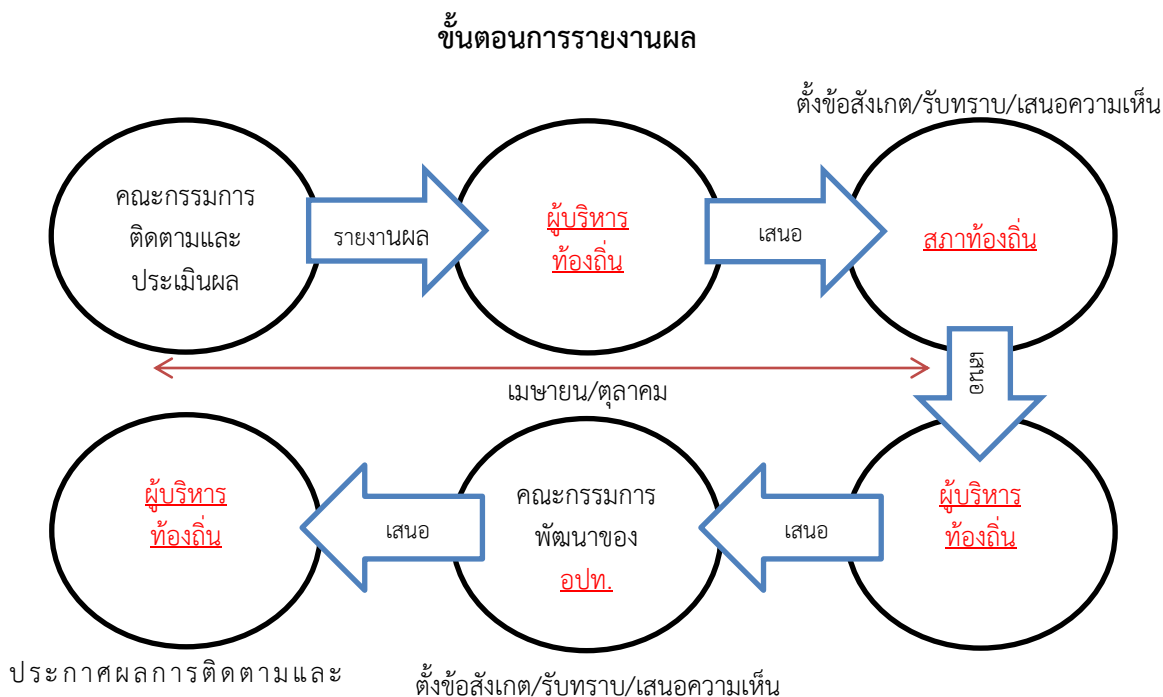 ขั้นตอนการรายงานผล
ตั้งข้อสังเกต/รับทราบ/เสนอความเห็น
คณะกรรมการ
ติดตามและ
ประเมินผล
รายงานผล
ผู้บริหาร
ท้องถิ่น
เสนอ
สภาท้องถิ่น
เสนอ
เมษายน/ตุลาคม
ผู้บริหาร
ท้องถิ่น
เสนอ
คณะกรรมการ
พัฒนาของ
อปท.
เสนอ
ผู้บริหาร
ท้องถิ่น
ประกาศผลการติดตามและ
ตั้งข้อสังเกต/รับทราบ/เสนอความเห็น